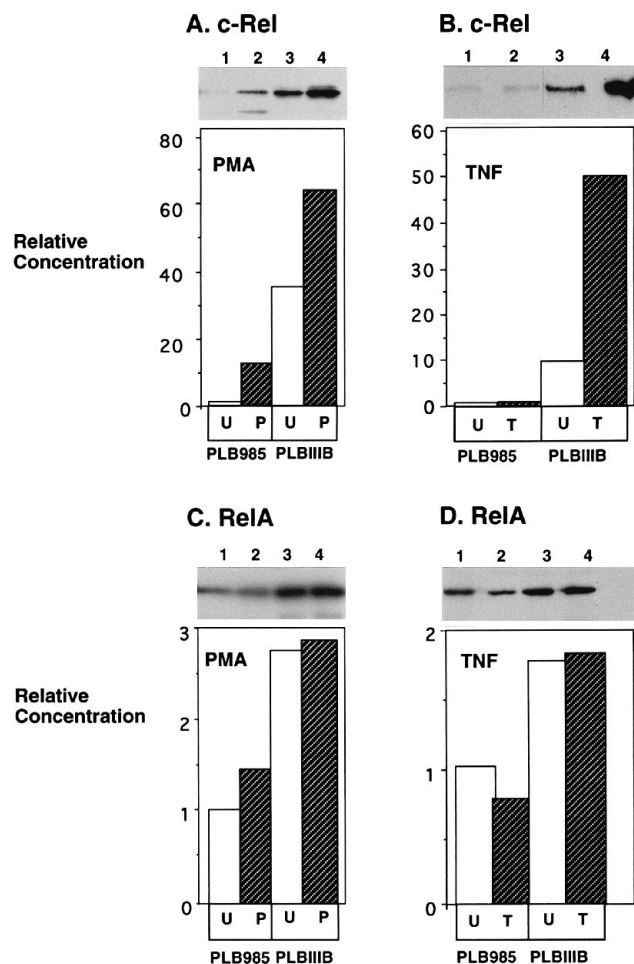 A. c-Rel
1 2 3 4
80
60
40
20
0
PMA
Relative
Concentration
U P U P
PLB985 PLBIIIB
B. c-Rel
1 2 3 4
60
50
40
30
20
10
0
TNF
U T U T
PLB985 PLBIIIB
C. RelA
1 2 3 4
3
2
1
0
PMA
Relative
Concentration
U P U P
PLB985 PLBIIIB
D. RelA
1 2 3 4
2
1
0
TNF
U T U T
PLB985 PLBIIIB